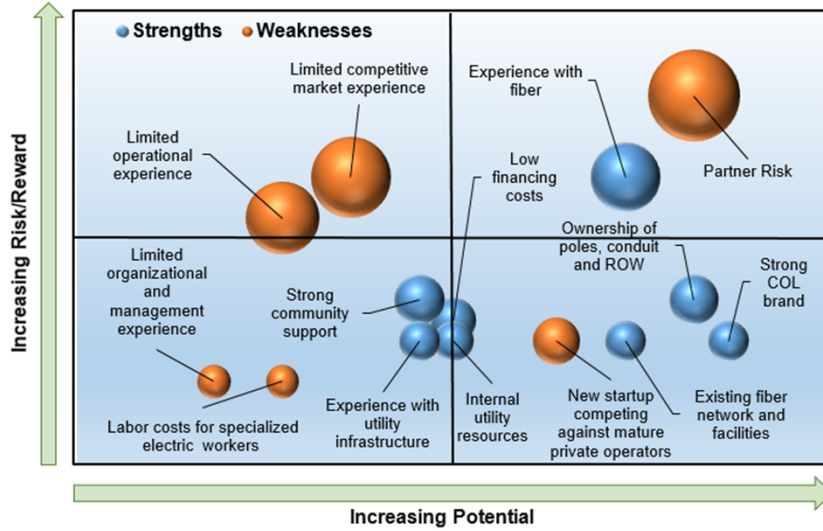 Strengths
Weaknesses
Limited competitive
market experience
Experience with
fiber
Limited
operational
experience
Low
financing
costs
Partner Risk
Increasing Risk/Reward
Limited
organizational
and
management
experience
Strong
community
support
Ownership of
poles, conduit
and ROW
Strong
COL
brand
Labor costs for specialized
electric workers
Experience with
utility
infrastructure
Internal
utility
resources
New startup
competing
against mature
private operators
Existing fiber
network and
facilities
Increasing Potential